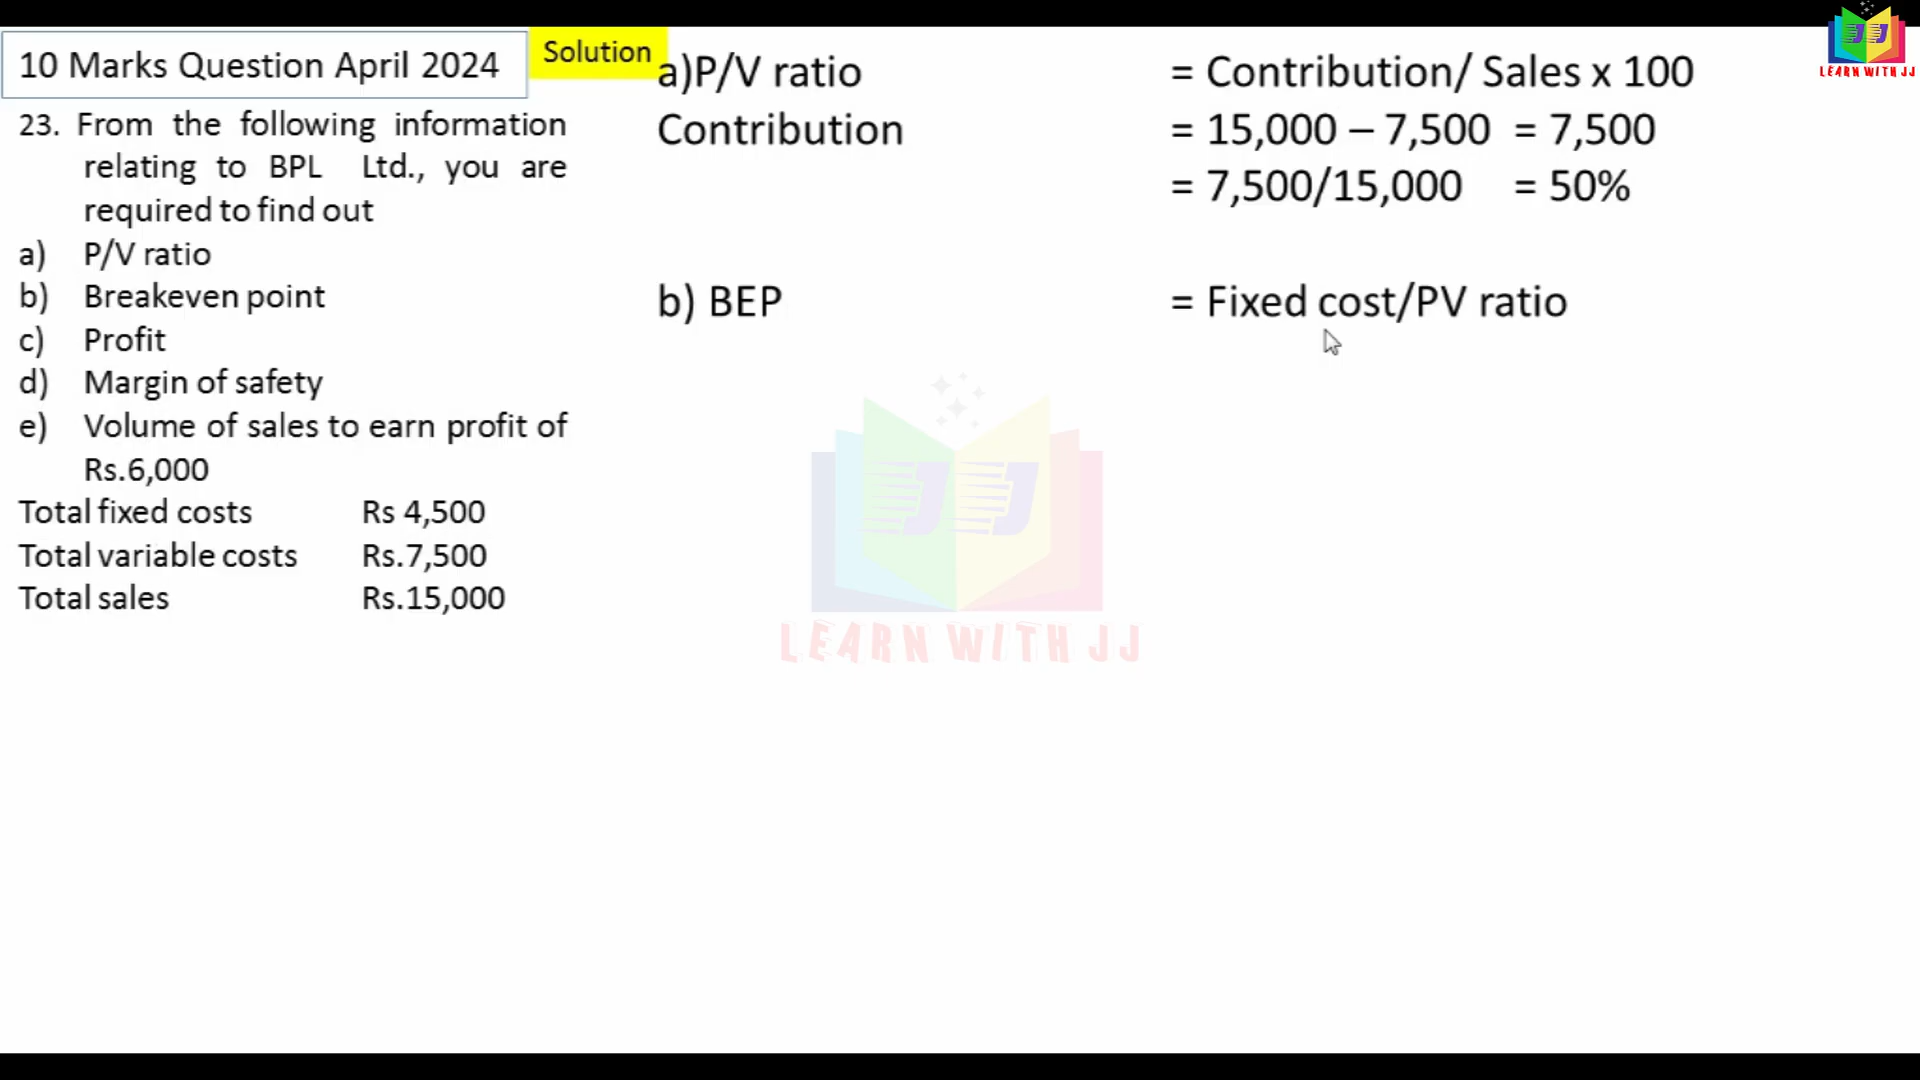 10 Marks Question April 2024
Solution
23. From the following information
relating to BPL Ltd., you are
required to find out
a) P/V ratio
b) Breakeven point
c) Profit
d) Margin of safety
e) Volume of sales to earn profit of
Rs.6,000
Total fixed costs Rs 4,500
Total variable costs Rs.7,500
Total sales Rs.15,000
a)P/V ratio = Contribution/ Sales x 100
Contribution = 15,000 – 7,500 = 7,500
= 7,500/15,000 = 50%
b) BEP = Fixed cost/PV ratio
JJ
LEARN WITH JJ
JJ
LEARN WITH JJ